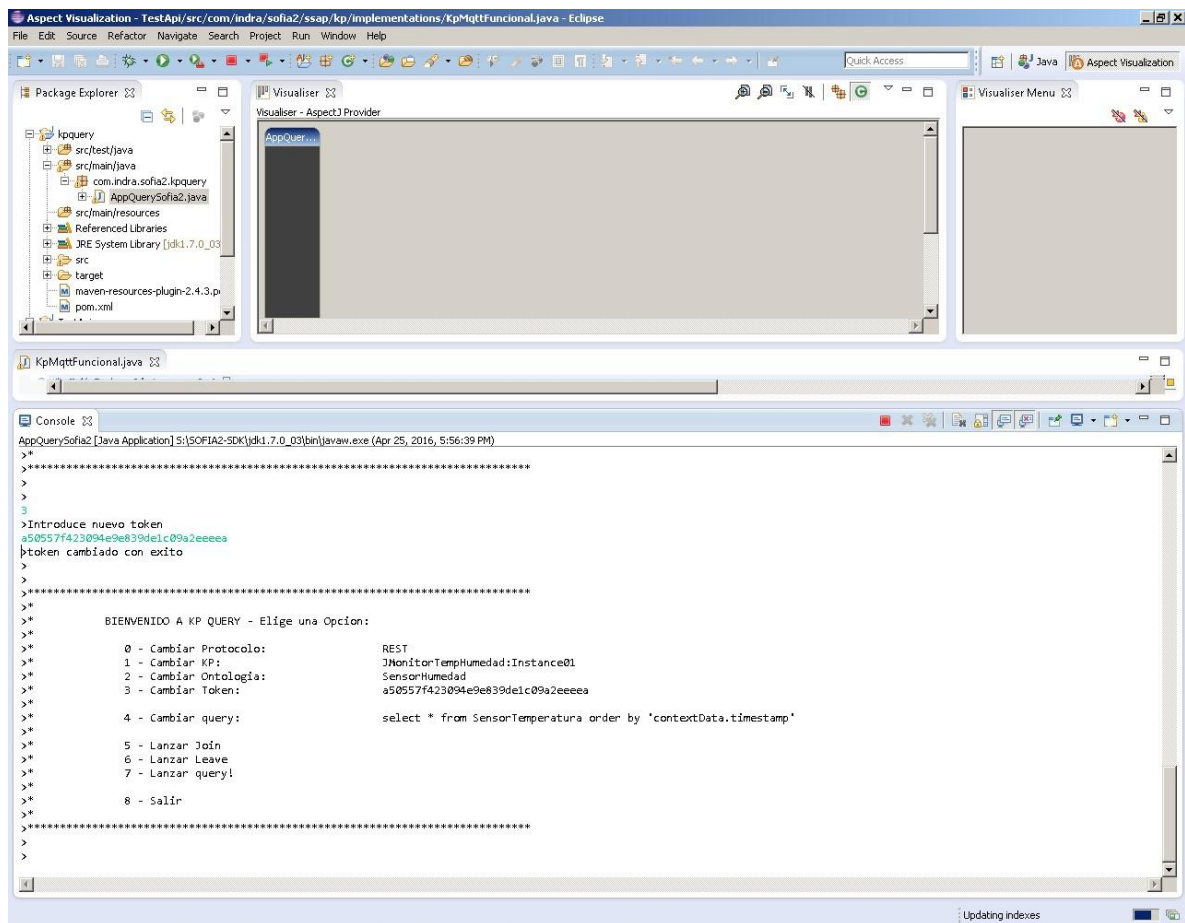 Aspect Visualization - TestApi/src/com/indra/sofia2/ssap/kp/implementations/KpMqttFuncional.java - Eclipse
File Edit Source Refactor Navigate Search Project Run Window Help
Quick Access
Java
Aspect Visualization
Package Explorer
kpquery
src/test/java
src/main/java
com.indra.sofia2.kpquery
AppQuerySofia2.java
src/main/resources
Referenced Libraries
JRE System Library [jdk1.7.0_03
src
target
maven-resources-plugin-2.4.3.p
pom.xml
Visualiser
Visualiser - AspectJ Provider
AppQuer...
Visualiser Menu
KpMqttFuncional.java
Console
AppQuerySofia2 [Java Application] S:\SOFIA2-SDK\jdk1.7.0_03\bin\javaw.exe (Apr 25, 2016, 5:56:39 PM)
>*
>******************************************************************************
>
>
3
>Introduce nuevo token
a50557f423094e9e839de1c09a2eeeea
>token cambiado con exito
>
>
>******************************************************************************
>*
>* BIENVENIDO A KP QUERY - Elige una Opcion:
>*
>* 0 - Cambiar Protocolo: REST
>* 1 - Cambiar KP: JMonitorTempHumedad:Instance01
>* 2 - Cambiar Ontologia: SensorHumedad
>* 3 - Cambiar Token: a50557f423094e9e839de1c09a2eeeea
>*
>* 4 - Cambiar query: select * from SensorTemperatura order by 'contextData.timestamp'
>*
>* 5 - Lanzar Join
>* 6 - Lanzar Leave
>* 7 - Lanzar query!
>*
>* 8 - Salir
>*
>******************************************************************************
>
>
Updating indexes